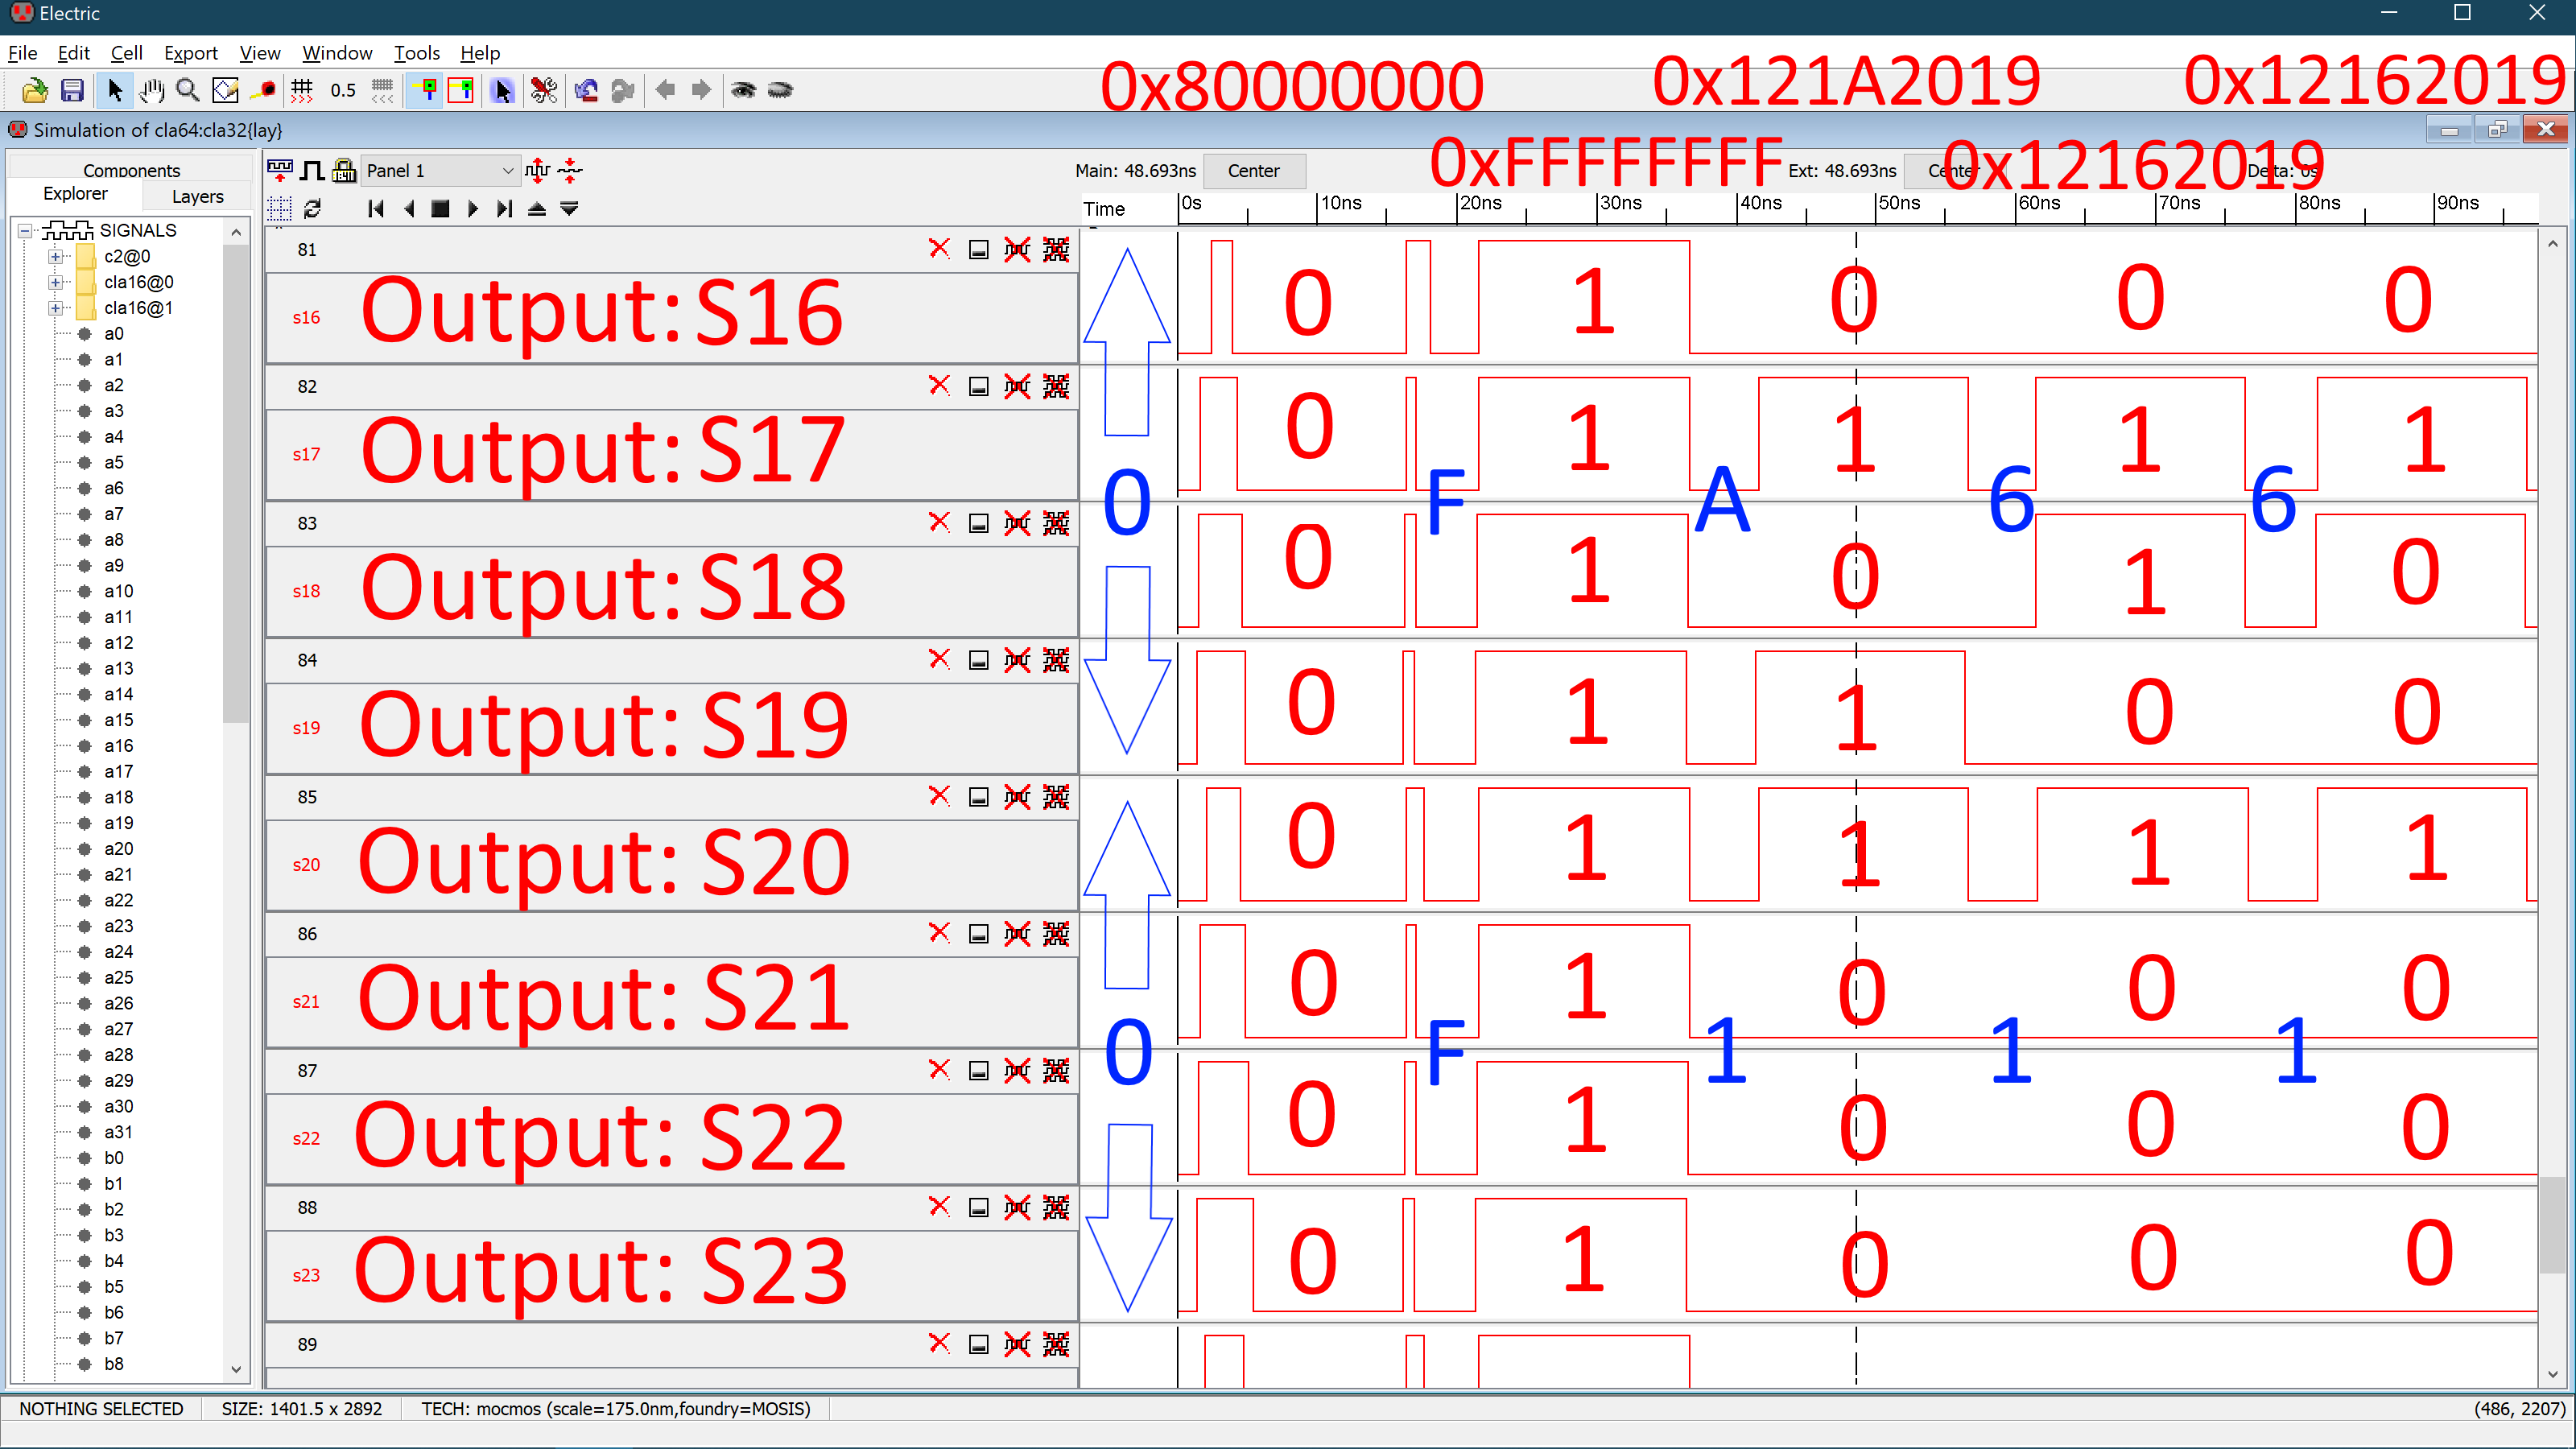 Electric
File Edit Cell Export View Window Tools Help
0.5
0x80000000 0x121A2019 0x12162019
0xFFFFFFFF 0x12162019
Simulation of cla64:cla32{lay}
Components
Explorer
Layers
Panel 1
Main: 48.693ns Center Ext: 48.693ns Center Delta: 0s
Time 0s 10ns 20ns 30ns 40ns 50ns 60ns 70ns 80ns 90ns
SIGNALS
c2@0
cla16@0
cla16@1
a0
a1
a2
a3
a4
a5
a6
a7
a8
a9
a10
a11
a12
a13
a14
a15
a16
a17
a18
a19
a20
a21
a22
a23
a24
a25
a26
a27
a28
a29
a30
a31
b0
b1
b2
b3
b4
b5
b6
b7
b8
81
s16 Output: S16 0 1 0 0 0
82
s17 Output: S17 0 1 1 1 1
0 F A 6 6
83
s18 Output: S18 0 1 0 1 0
84
s19 Output: S19 0 1 1 0 0
85
s20 Output: S20 0 1 1 1 1
86
s21 Output: S21 0 1 0 0 0
0 F 1 1 1
87
s22 Output: S22 0 1 0 0 0
88
s23 Output: S23 0 1 0 0 0
89
NOTHING SELECTED SIZE: 1401.5 x 2892 TECH: mocmos (scale=175.0nm,foundry=MOSIS) (486, 2207)